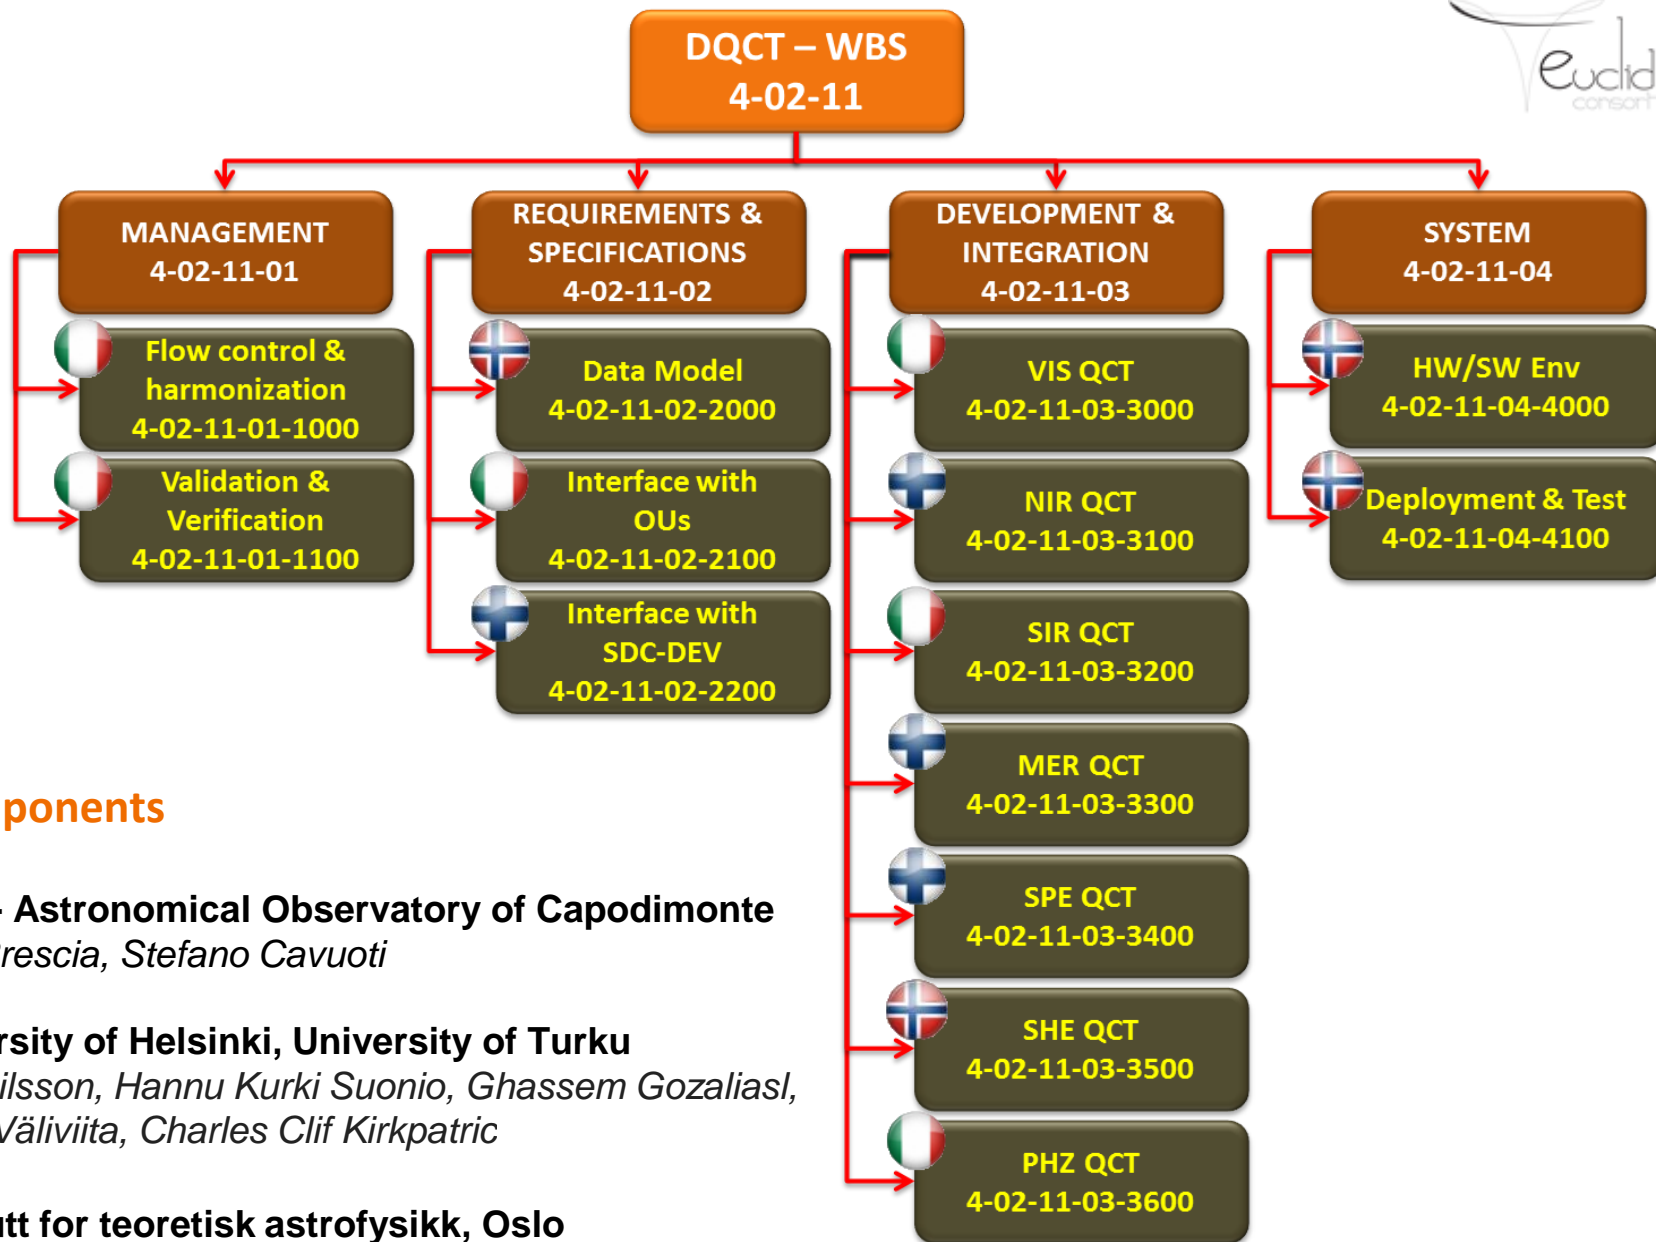 DQCT – WBS
4-02-11
euclid
consort
MANAGEMENT
4-02-11-01
Flow control &
harmonization
4-02-11-01-1000
Validation &
Verification
4-02-11-01-1100
REQUIREMENTS &
SPECIFICATIONS
4-02-11-02
Data Model
4-02-11-02-2000
Interface with
OUs
4-02-11-02-2100
Interface with
SDC-DEV
4-02-11-02-2200
DEVELOPMENT &
INTEGRATION
4-02-11-03
VIS QCT
4-02-11-03-3000
NIR QCT
4-02-11-03-3100
SIR QCT
4-02-11-03-3200
MER QCT
4-02-11-03-3300
SPE QCT
4-02-11-03-3400
SHE QCT
4-02-11-03-3500
PHZ QCT
4-02-11-03-3600
SYSTEM
4-02-11-04
HW/SW Env
4-02-11-04-4000
Deployment & Test
4-02-11-04-4100
ponents
- Astronomical Observatory of Capodimonte
rescia, Stefano Cavuoti
rsity of Helsinki, University of Turku
ilsson, Hannu Kurki Suonio, Ghassem Gozaliasl,
Väliviita, Charles Clif Kirkpatric
utt for teoretisk astrofysikk, Oslo